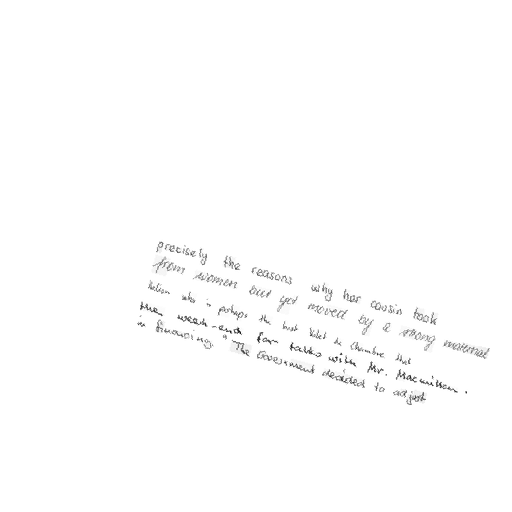 precisely the reasons why her cousin took
from women but yet moved by a strong maternal
Italian who is perhaps the best Valet de Chambre that
the week-end for talks with Mr. Macmillan.
in financing. " The Government decided to adjust